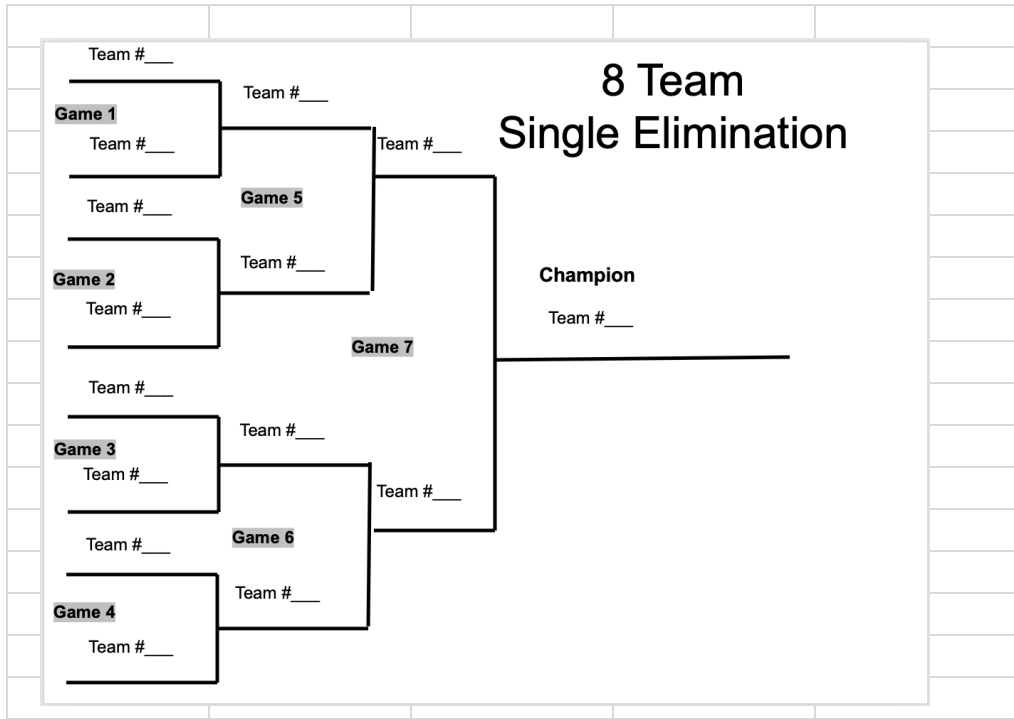 8 Team
Single Elimination
Team #___
Game 1
Team #___
Team #___
Game 2
Team #___
Team #___
Game 3
Team #___
Team #___
Game 4
Team #___
Team #___
Game 5
Team #___
Team #___
Game 6
Team #___
Team #___
Game 7
Team #___
Champion
Team #___